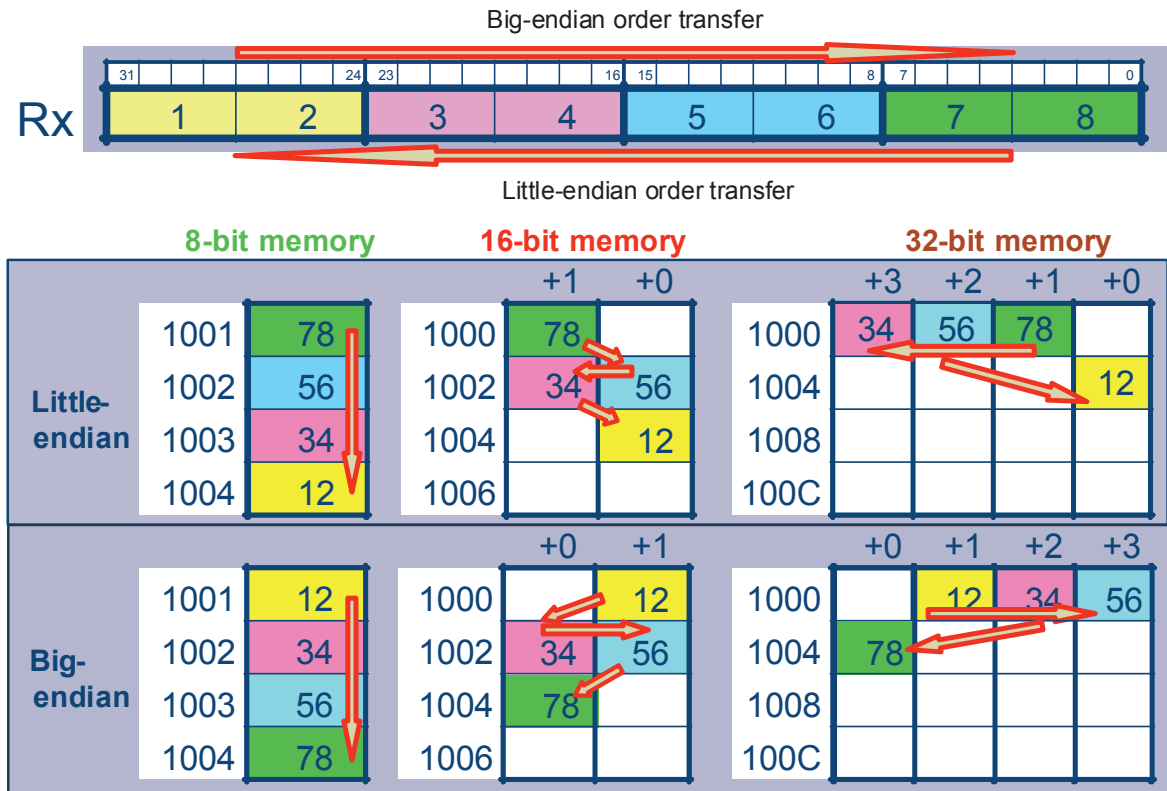 Big-endian order transfer
31 24 23 16 15 8 7 0
Rx 1 2 3 4 5 6 7 8
Little-endian order transfer
8-bit memory 16-bit memory 32-bit memory
+1 +0 +3 +2 +1 +0
1001 78 1000 78 1000 34 56 78
1002 56 1002 34 56 1004 12
Little-
endian
1003 34 1004 12 1008
1004 12 1006 100C
+0 +1 +0 +1 +2 +3
1001 12 1000 12 1000 12 34 56
1002 34 1002 34 56 1004 78
Big-
endian
1003 56 1004 78 1008
1004 78 1006 100C